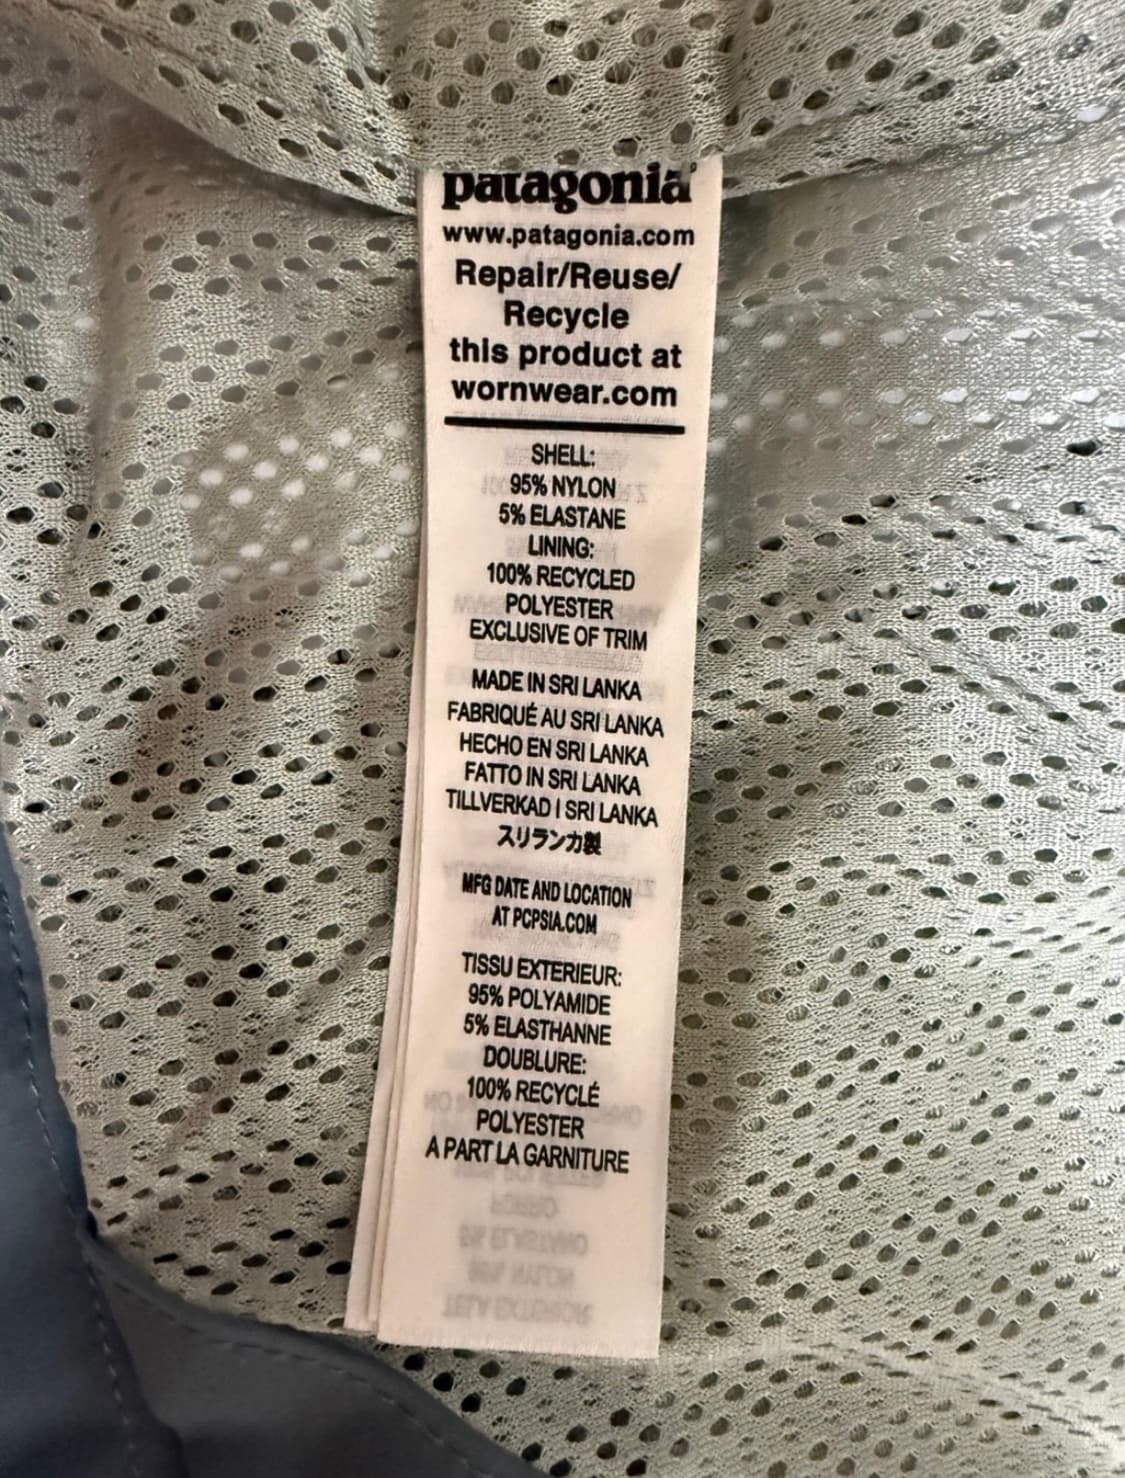 patagonia®
www.patagonia.com
Repair/Reuse/
Recycle
this product at
wornwear.com
SHELL:
95% NYLON
5% ELASTANE
LINING:
100% RECYCLED
POLYESTER
EXCLUSIVE OF TRIM
MADE IN SRI LANKA
FABRIQUÉ AU SRI LANKA
HECHO EN SRI LANKA
FATTO IN SRI LANKA
TILLVERKAD I SRI LANKA
スリランカ製
MFG DATE AND LOCATION
AT PCPSIA.COM
TISSU EXTERIEUR:
95% POLYAMIDE
5% ELASTHANNE
DOUBLURE:
100% RECYCLÉ
POLYESTER
A PART LA GARNITURE